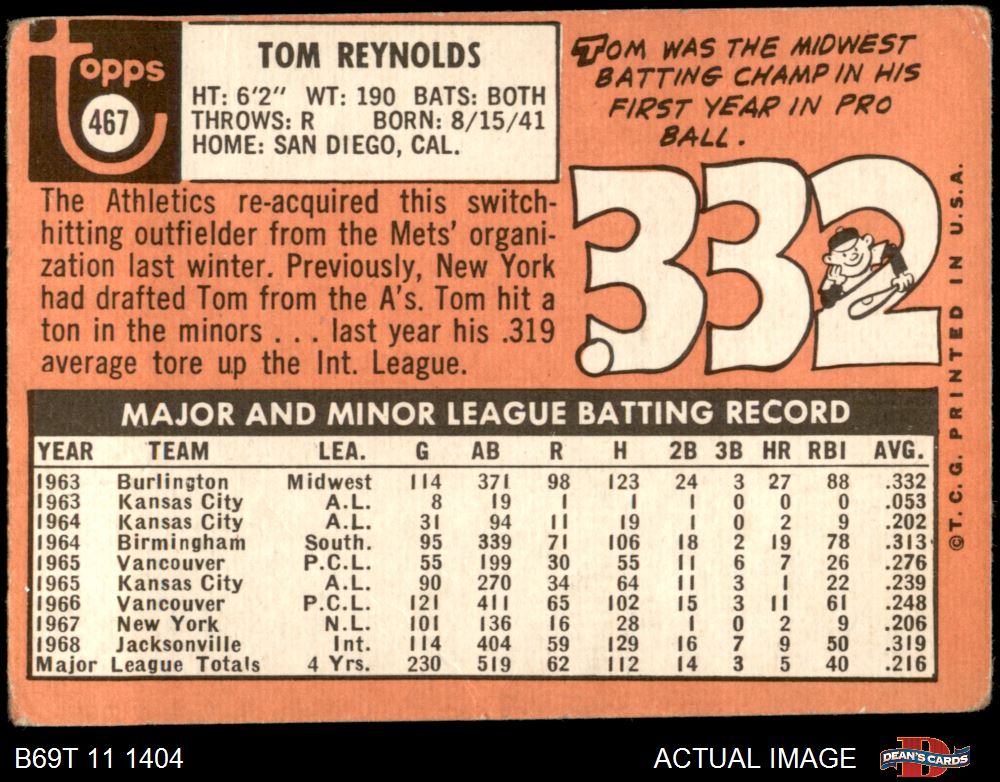 Topps
467
TOM REYNOLDS
HT: 6'2" WT: 190 BATS: BOTH
THROWS: R BORN: 8/15/41
HOME: SAN DIEGO, CAL.
The Athletics re-acquired this switch-
hitting outfielder from the Mets' organi-
zation last winter. Previously, New York
had drafted Tom from the A's. Tom hit a
ton in the minors . . . last year his .319
average tore up the Int. League.
TOM WAS THE MIDWEST
BATTING CHAMP IN HIS
FIRST YEAR IN PRO
BALL.
.332
MAJOR AND MINOR LEAGUE BATTING RECORD
YEAR TEAM LEA. G AB R H 2B 3B HR RBI AVG.
1963 Burlington Midwest 114 371 98 123 24 3 27 88 .332
1963 Kansas City A.L. 8 19 1 1 1 0 0 0 .053
1964 Kansas City A.L. 31 94 11 19 1 0 2 9 .202
1964 Birmingham South. 95 339 71 106 18 2 19 78 .313
1965 Vancouver P.C.L. 55 199 30 55 11 6 7 26 .276
1965 Kansas City A.L. 90 270 34 64 11 3 1 22 .239
1966 Vancouver P.C.L. 121 411 65 102 15 3 11 61 .248
1967 New York N.L. 101 136 16 28 1 0 2 9 .206
1968 Jacksonville Int. 114 404 59 129 16 7 9 50 .319
Major League Totals 4 Yrs. 230 519 62 112 14 3 5 40 .216
©T. C. G. PRINTED IN U.S.A.
B69T 11 1404
ACTUAL IMAGE
DEAN'S CARDS